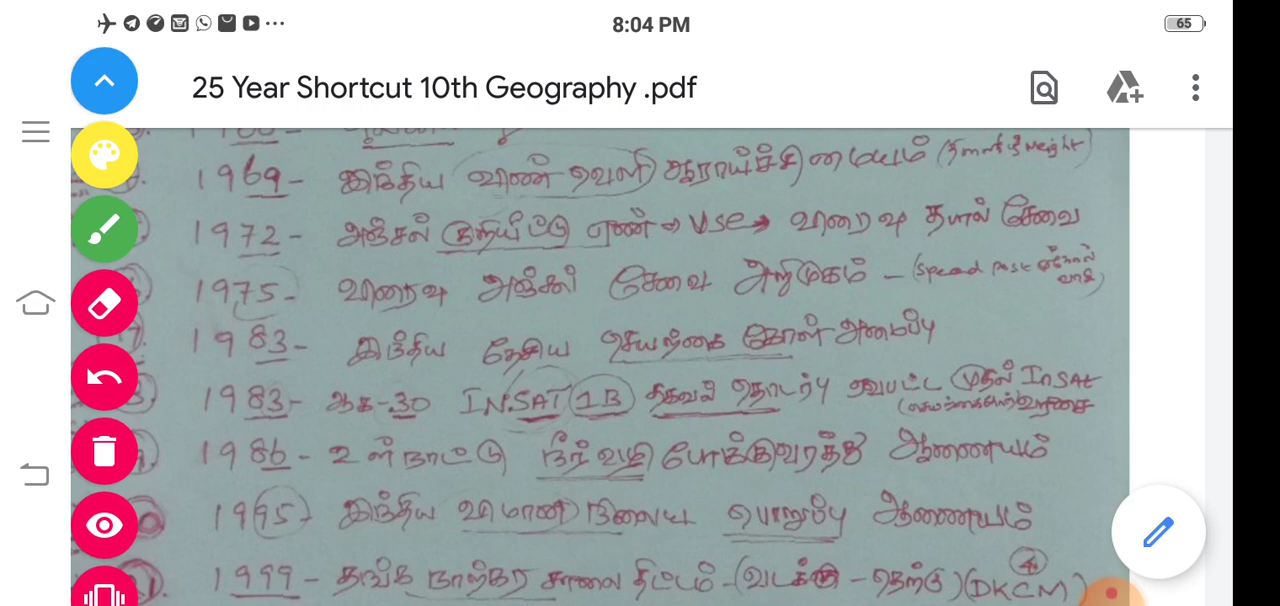 8:04 PM
65
25 Year Shortcut 10th Geography .pdf
1969 - இந்திய விண்வெளி ஆராய்ச்சி மையம்
1972 - அஞ்சல் குறியீட்டு எண் → விரைவு தபால் சேவை
1975 - விரைவு அஞ்சல் சேவை அறிமுகம் - (Speed Post
1983 - இந்திய தேசிய செயற்கை கோள் அமைப்பு
1983 - ஆக-30 INSAT 1B தகவல் தொடர்பு முதல் INSAT வரிசை
1986 - உள்நாட்டு நீர்வழி போக்குவரத்து ஆணையம்
1995 இந்திய விமான நிலைய பொறுப்பு ஆணையம்
1999 - தங்க நாற்கர சாலை திட்டம் - (வடக்கு - தெற்கு) (DKCM) 4